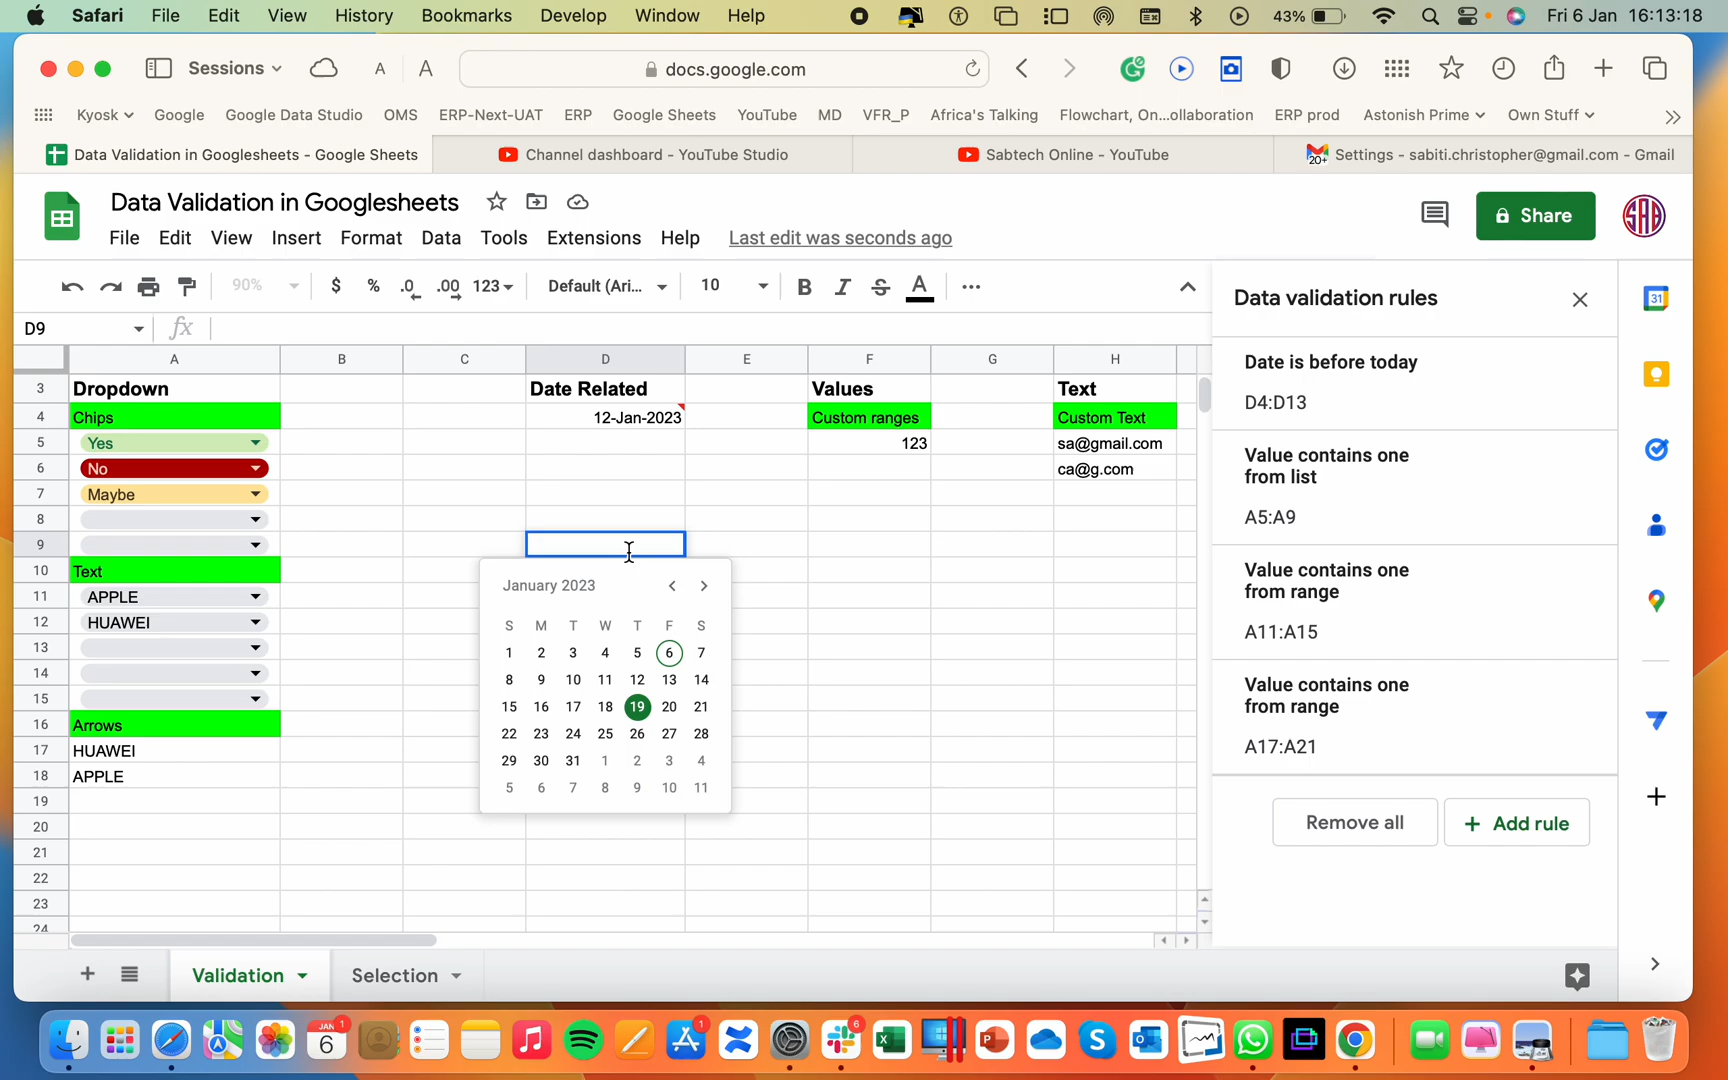 Safari File Edit View History Bookmarks Develop Window Help 43% Fri 6 Jan 16:13:18
Sessions A A docs.google.com
Kyosk Google Google Data Studio OMS ERP-Next-UAT ERP Google Sheets YouTube MD VFR_P Africa's Talking Flowchart, On...ollaboration ERP prod Astonish Prime Own Stuff
Data Validation in Googlesheets - Google Sheets Channel dashboard - YouTube Studio Sabtech Online - YouTube 20+ Settings - sabiti.christopher@gmail.com - Gmail
Data Validation in Googlesheets
Share
SAB
File Edit View Insert Format Data Tools Extensions Help Last edit was seconds ago
90% $ % .0 .00 123 Default (Ari... 10 B I S A
Data validation rules
31
D9 fx
A B C D E F G H
3 Dropdown Date Related Values Text
4 Chips 12-Jan-2023 Custom ranges Custom Text
5 Yes 123 sa@gmail.com
6 No ca@g.com
7 Maybe
8
9
10 Text
11 APPLE
12 HUAWEI
13
14
15
16 Arrows
17 HUAWEI
18 APPLE
19
20
21
22
23
24
January 2023
S M T W T F S
1 2 3 4 5 6 7
8 9 10 11 12 13 14
15 16 17 18 19 20 21
22 23 24 25 26 27 28
29 30 31 1 2 3 4
5 6 7 8 9 10 11
Date is before today
D4:D13
Value contains one
from list
A5:A9
Value contains one
from range
A11:A15
Value contains one
from range
A17:A21
Remove all + Add rule
Validation Selection
JAN 6 1 1 6